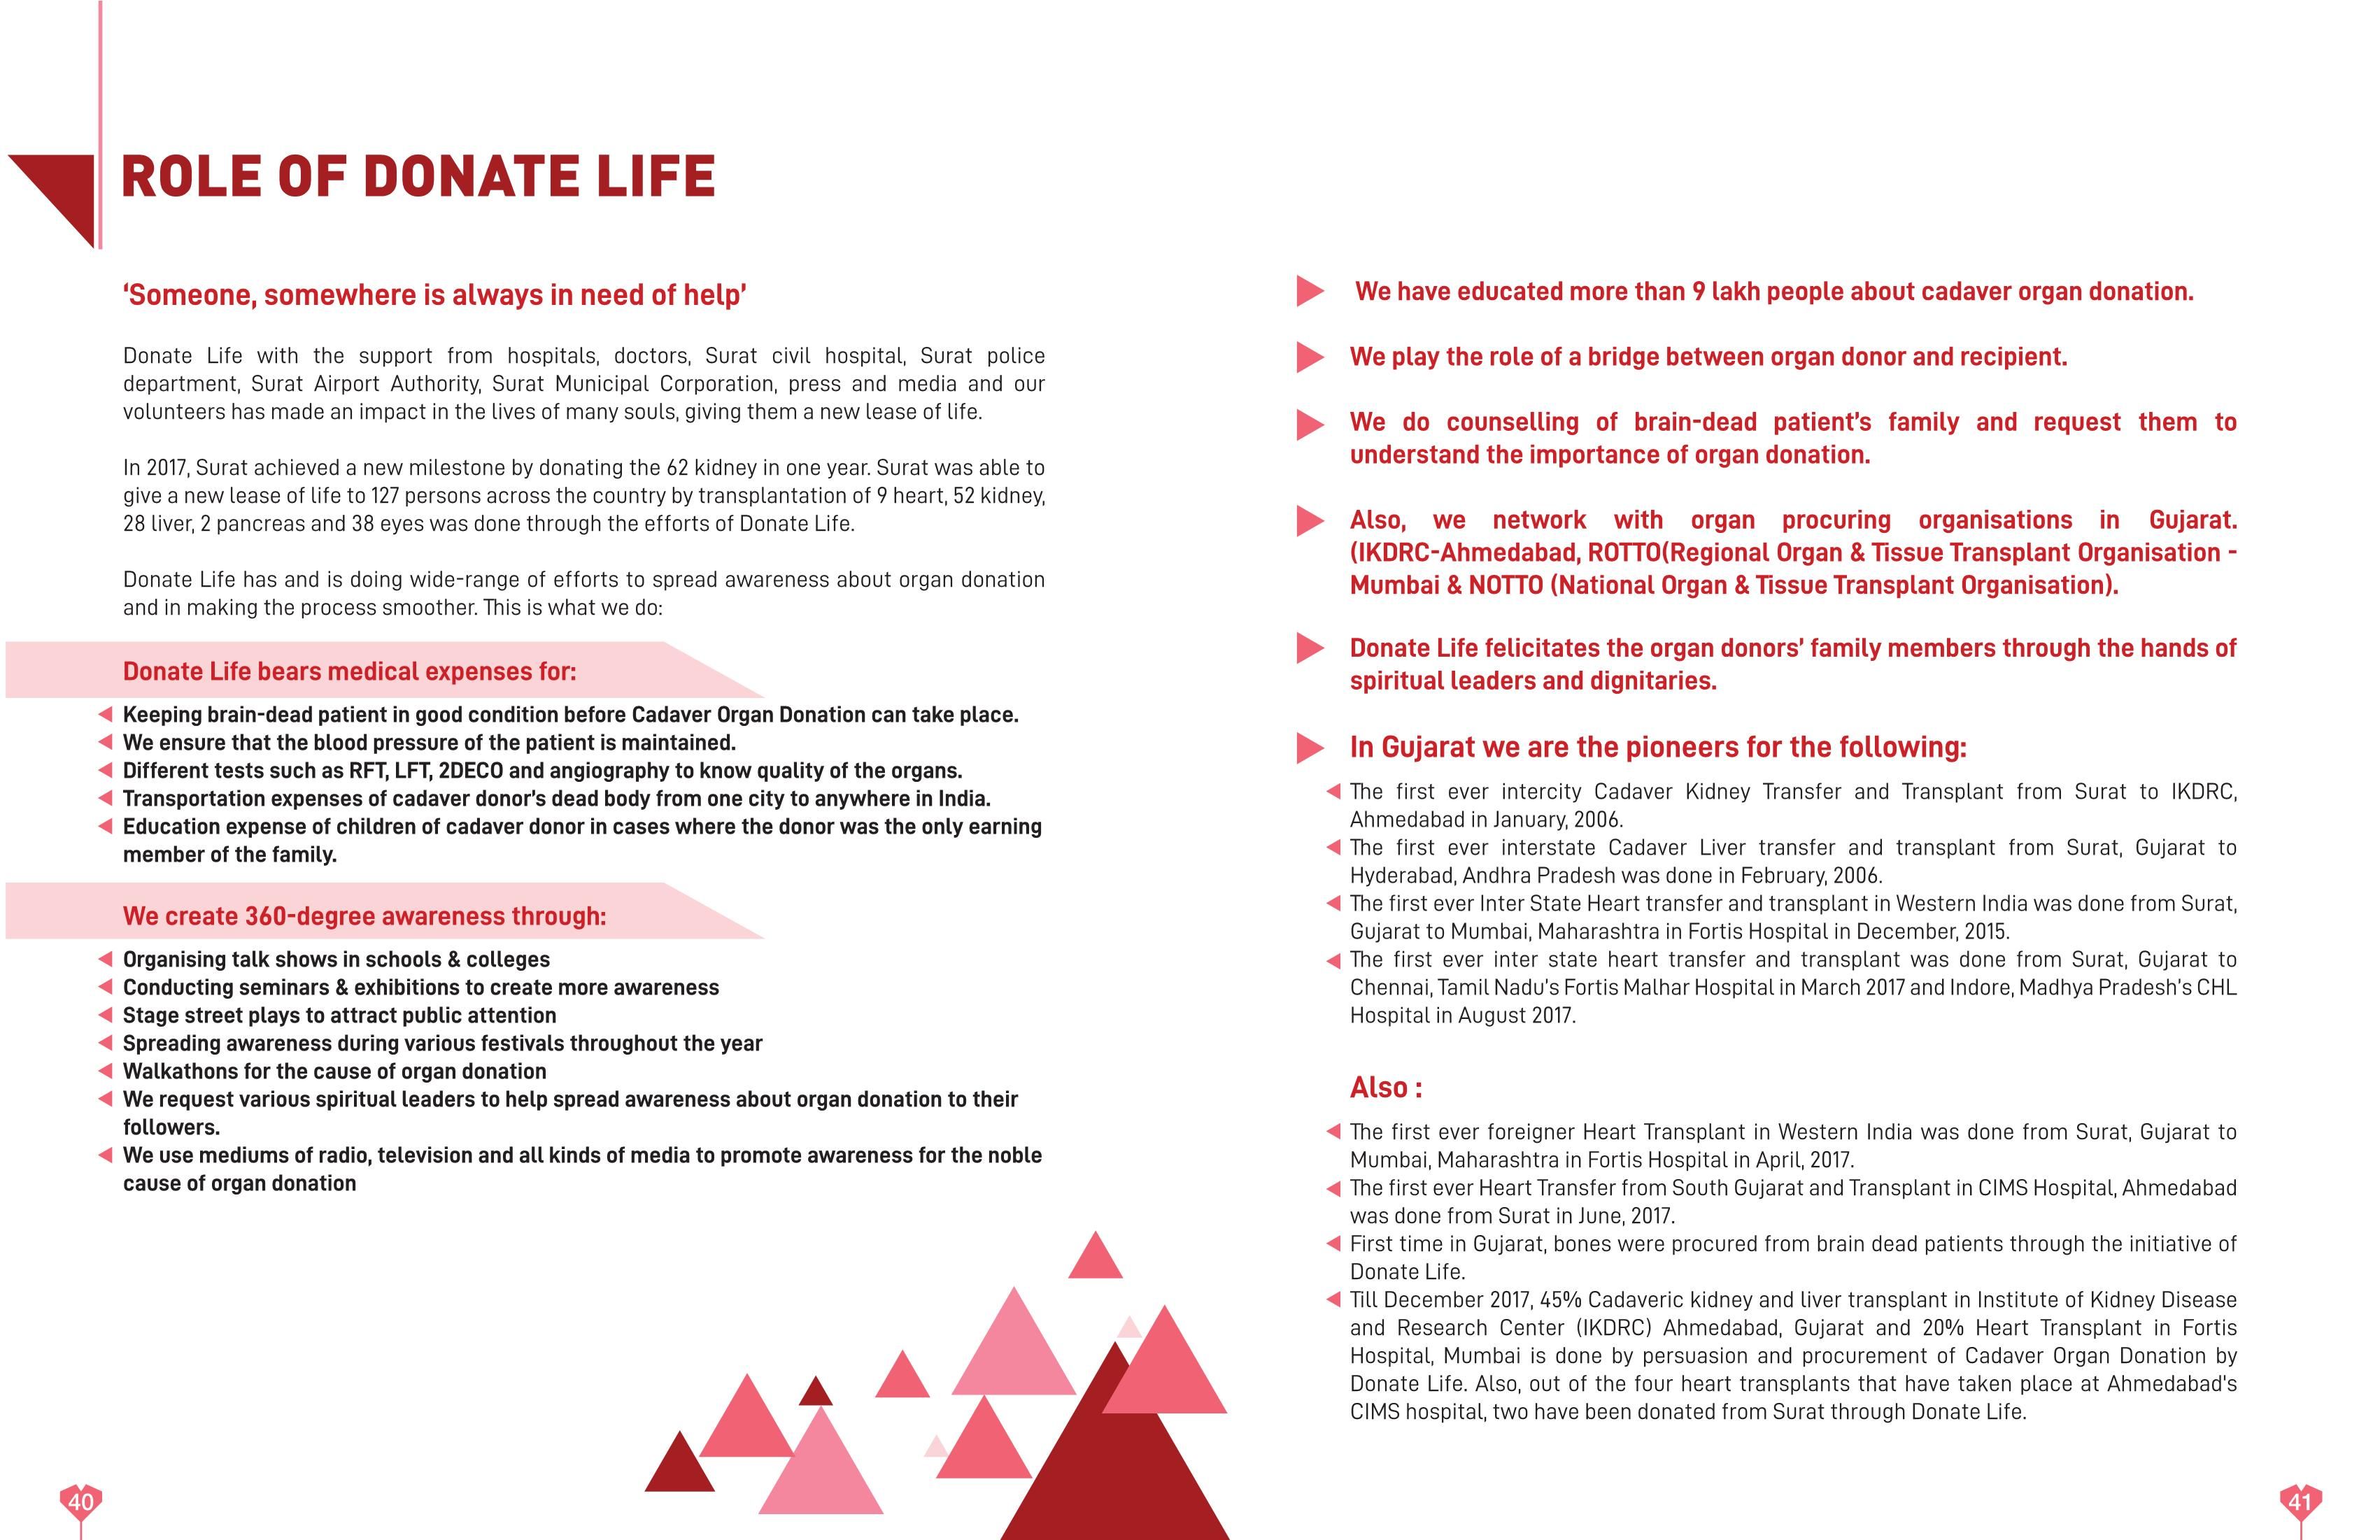 ROLE OF DONATE LIFE
‘Someone, somewhere is always in need of help’
Donate Life with the support from hospitals, doctors, Surat civil hospital, Surat police
department, Surat Airport Authority, Surat Municipal Corporation, press and media and our
volunteers has made an impact in the lives of many souls, giving them a new lease of life.
In 2017, Surat achieved a new milestone by donating the 62 kidney in one year. Surat was able to
give a new lease of life to 127 persons across the country by transplantation of 9 heart, 52 kidney,
28 liver, 2 pancreas and 38 eyes was done through the efforts of Donate Life.
Donate Life has and is doing wide-range of efforts to spread awareness about organ donation
and in making the process smoother. This is what we do:
Donate Life bears medical expenses for:
Keeping brain-dead patient in good condition before Cadaver Organ Donation can take place.
We ensure that the blood pressure of the patient is maintained.
Different tests such as RFT, LFT, 2DECO and angiography to know quality of the organs.
Transportation expenses of cadaver donor’s dead body from one city to anywhere in India.
Education expense of children of cadaver donor in cases where the donor was the only earning
member of the family.
We create 360-degree awareness through:
Organising talk shows in schools & colleges
Conducting seminars & exhibitions to create more awareness
Stage street plays to attract public attention
Spreading awareness during various festivals throughout the year
Walkathons for the cause of organ donation
We request various spiritual leaders to help spread awareness about organ donation to their
followers.
We use mediums of radio, television and all kinds of media to promote awareness for the noble
cause of organ donation
40
We have educated more than 9 lakh people about cadaver organ donation.
We play the role of a bridge between organ donor and recipient.
We do counselling of brain-dead patient’s family and request them to
understand the importance of organ donation.
Also, we network with organ procuring organisations in Gujarat.
(IKDRC-Ahmedabad, ROTTO(Regional Organ & Tissue Transplant Organisation -
Mumbai & NOTTO (National Organ & Tissue Transplant Organisation).
Donate Life felicitates the organ donors’ family members through the hands of
spiritual leaders and dignitaries.
In Gujarat we are the pioneers for the following:
The first ever intercity Cadaver Kidney Transfer and Transplant from Surat to IKDRC,
Ahmedabad in January, 2006.
The first ever interstate Cadaver Liver transfer and transplant from Surat, Gujarat to
Hyderabad, Andhra Pradesh was done in February, 2006.
The first ever Inter State Heart transfer and transplant in Western India was done from Surat,
Gujarat to Mumbai, Maharashtra in Fortis Hospital in December, 2015.
The first ever inter state heart transfer and transplant was done from Surat, Gujarat to
Chennai, Tamil Nadu’s Fortis Malhar Hospital in March 2017 and Indore, Madhya Pradesh’s CHL
Hospital in August 2017.
Also :
The first ever foreigner Heart Transplant in Western India was done from Surat, Gujarat to
Mumbai, Maharashtra in Fortis Hospital in April, 2017.
The first ever Heart Transfer from South Gujarat and Transplant in CIMS Hospital, Ahmedabad
was done from Surat in June, 2017.
First time in Gujarat, bones were procured from brain dead patients through the initiative of
Donate Life.
Till December 2017, 45% Cadaveric kidney and liver transplant in Institute of Kidney Disease
and Research Center (IKDRC) Ahmedabad, Gujarat and 20% Heart Transplant in Fortis
Hospital, Mumbai is done by persuasion and procurement of Cadaver Organ Donation by
Donate Life. Also, out of the four heart transplants that have taken place at Ahmedabad's
CIMS hospital, two have been donated from Surat through Donate Life.
41